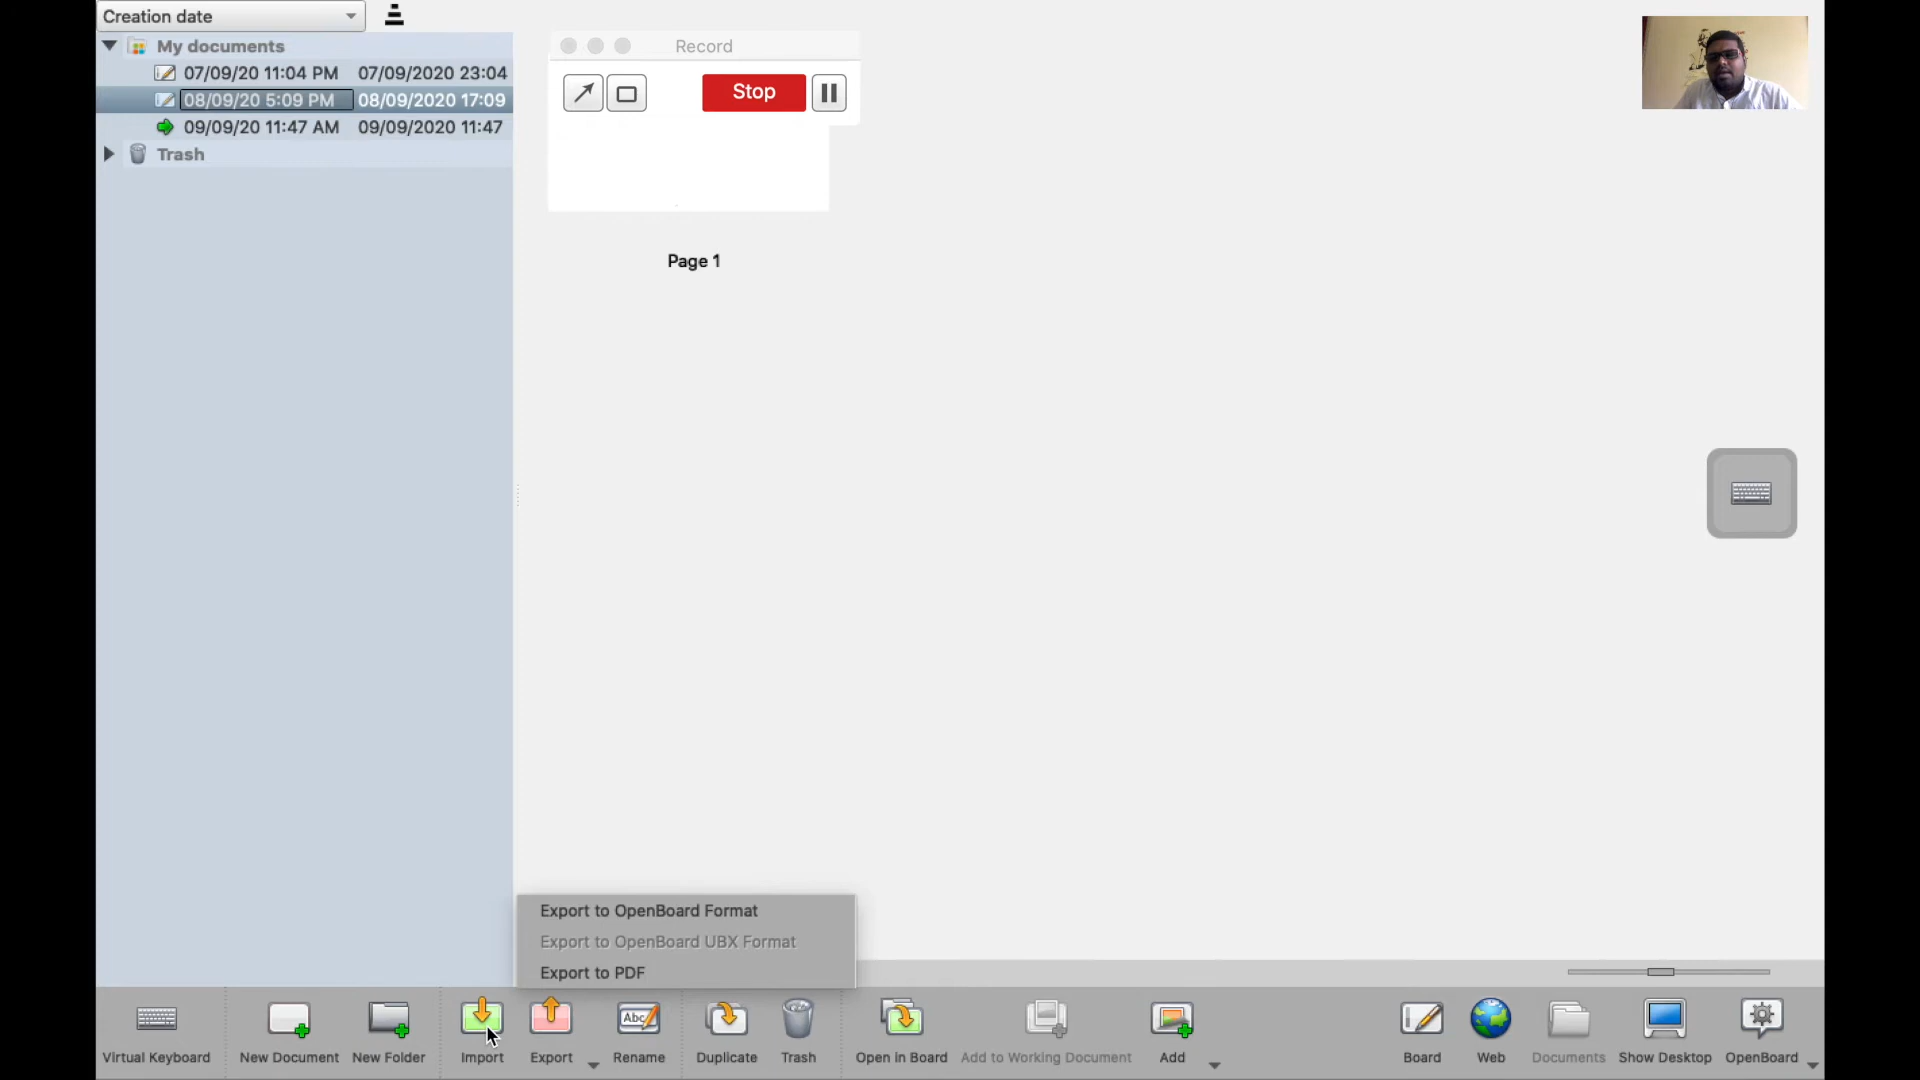 Creation date
My documents
07/09/20 11:04 PM 07/09/2020 23:04
08/09/20 5:09 PM 08/09/2020 17:09
09/09/20 11:47 AM 09/09/2020 11:47
Trash
Record
Stop
Page 1
Export to OpenBoard Format
Export to OpenBoard UBX Format
Export to PDF
Abc
Virtual Keyboard New Document New Folder Import Export Rename Duplicate Trash Open in Board Add to Working Document Add Board Web Documents Show Desktop OpenBoard